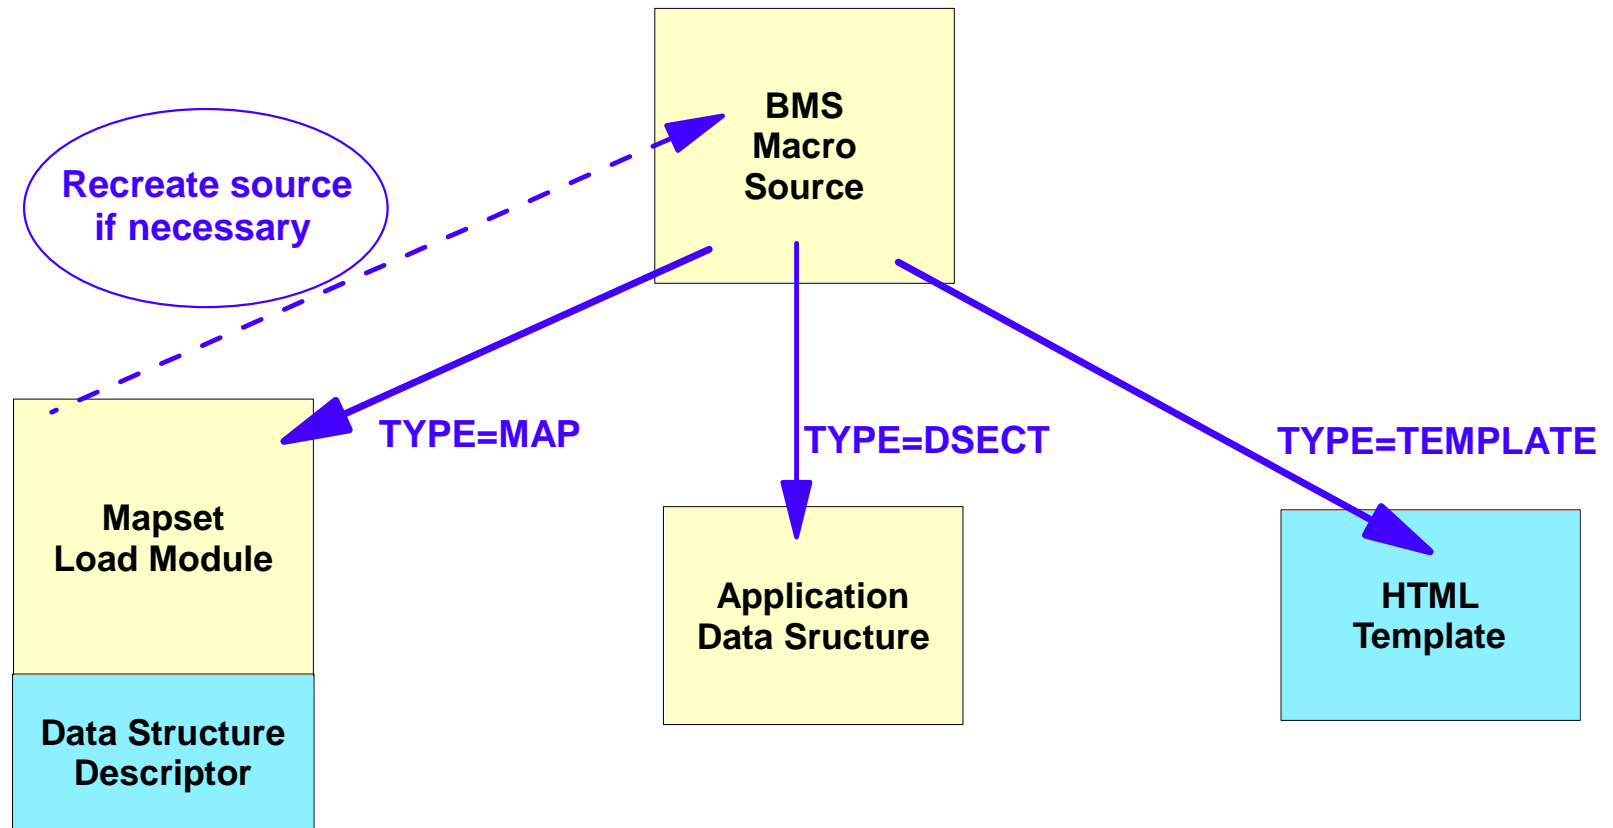 BMS
Macro
Source
Recreate source
if necessary
TYPE=MAP
TYPE=DSECT
TYPE=TEMPLATE
Mapset
Load Module
Application
Data Sructure
HTML
Template
Data Structure
Descriptor